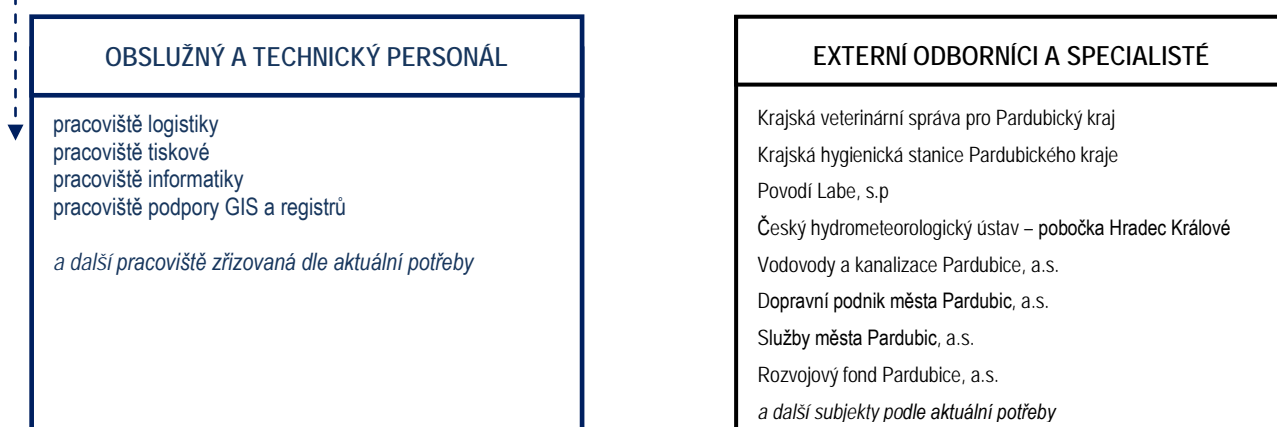 OBSLUŽNÝ A TECHNICKÝ PERSONÁL
pracoviště logistiky
pracoviště tiskové
pracoviště informatiky
pracoviště podpory GIS a registrů
a další pracoviště zřizovaná dle aktuální potřeby
EXTERNÍ ODBORNÍCI A SPECIALISTÉ
Krajská veterinární správa pro Pardubický kraj
Krajská hygienická stanice Pardubického kraje
Povodí Labe, s.p
Český hydrometeorologický ústav – pobočka Hradec Králové
Vodovody a kanalizace Pardubice, a.s.
Dopravní podnik města Pardubic, a.s.
Služby města Pardubic, a.s.
Rozvojový fond Pardubice, a.s.
a další subjekty podle aktuální potřeby